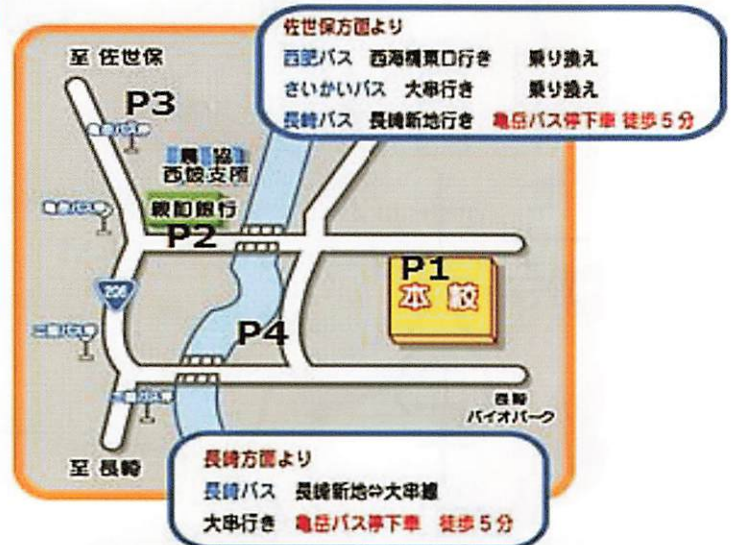 佐世保方面より
西肥バス 西海橋東口行き 乗り換え
さいかいバス 大串行き 乗り換え
長崎バス 長崎新地行き 亀岳バス停下車 徒歩5分
至 佐世保
P3
農協
西彼支所
親和銀行
P2
P1
本校
206
P4
長崎
バイオパーク
至 長崎
長崎方面より
長崎バス 長崎新地⇔大串線
大串行き 亀岳バス停下車 徒歩5分